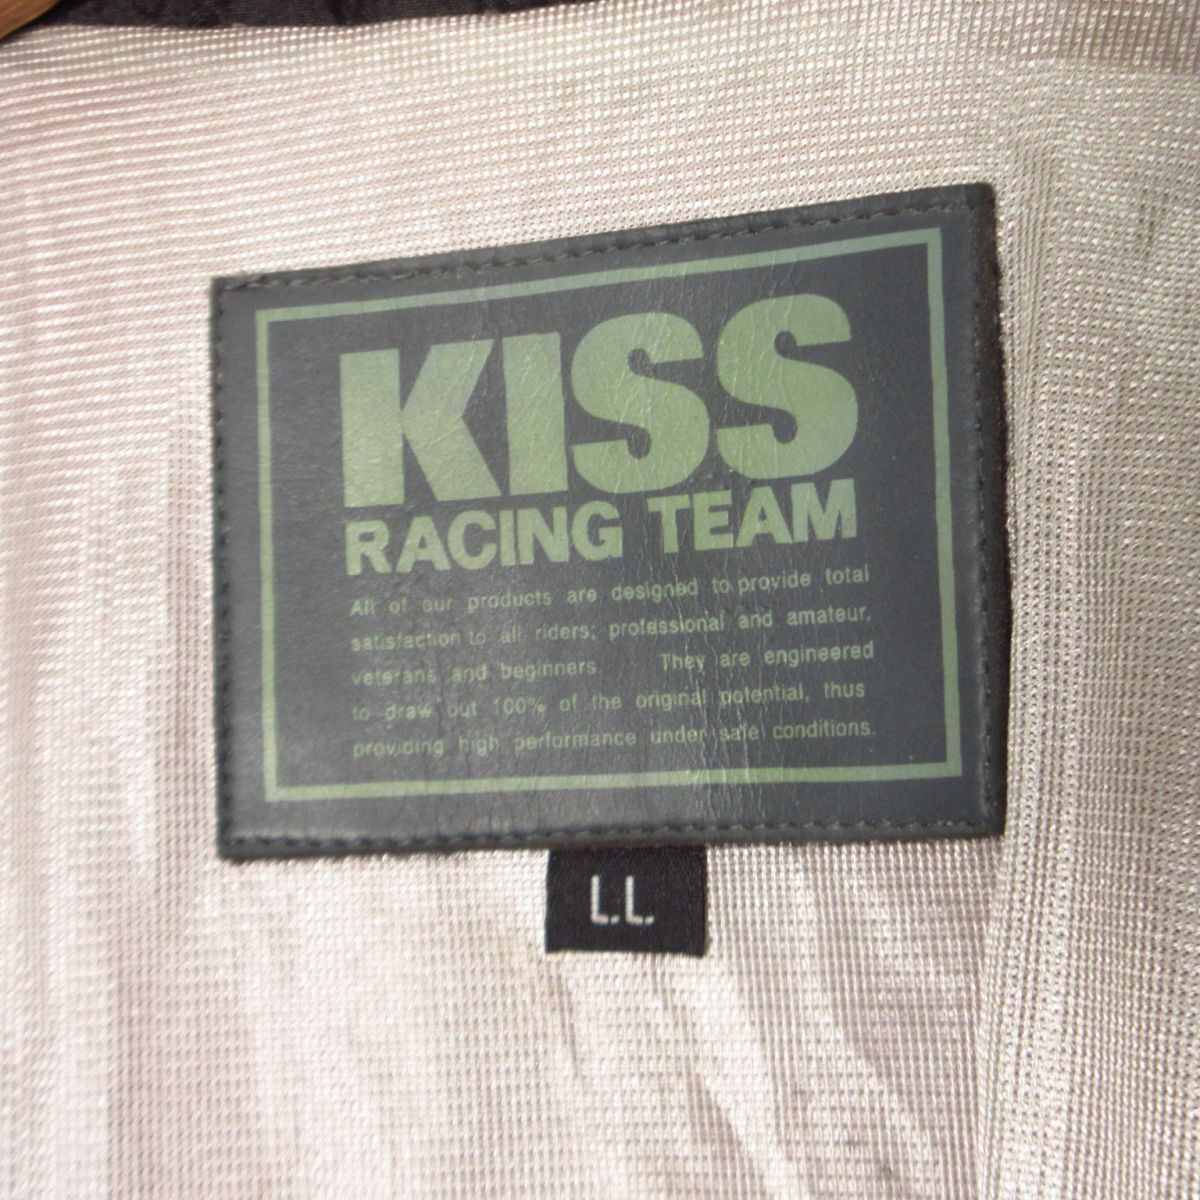 KISS
RACING TEAM
All of our products are designed to provide total
satisfaction to all riders; professional and amateur,
veterans and beginners. They are engineered
to draw out 100% of the original potential, thus
providing high performance under safe conditions.
L.L.